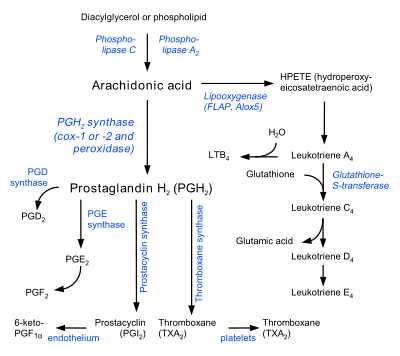 Diacylglycerol or phospholipid
Phospho-
lipase C
Phospho-
lipase A₂
Arachidonic acid
Lipooxygenase
(FLAP, Alox5)
HPETE (hydroperoxy-
eicosatetraenoic acid)
PGH₂ synthase
(cox-1 or -2 and
peroxidase)
H₂O
LTB₄
Leukotriene A₄
Glutathione
Glutathione-
S-transferase
PGD
synthase
Prostaglandin H₂ (PGH₂)
PGD₂
PGE
synthase
Prostacyclin synthase
Thromboxane synthase
Leukotriene C₄
Glutamic acid
PGE₂
Leukotriene D₄
PGF₂
Leukotriene E₄
6-keto-
PGF₁α
endothelium
Prostacyclin
(PGI₂)
Thromboxane
(TXA₂)
platelets
Thromboxane
(TXA₂)